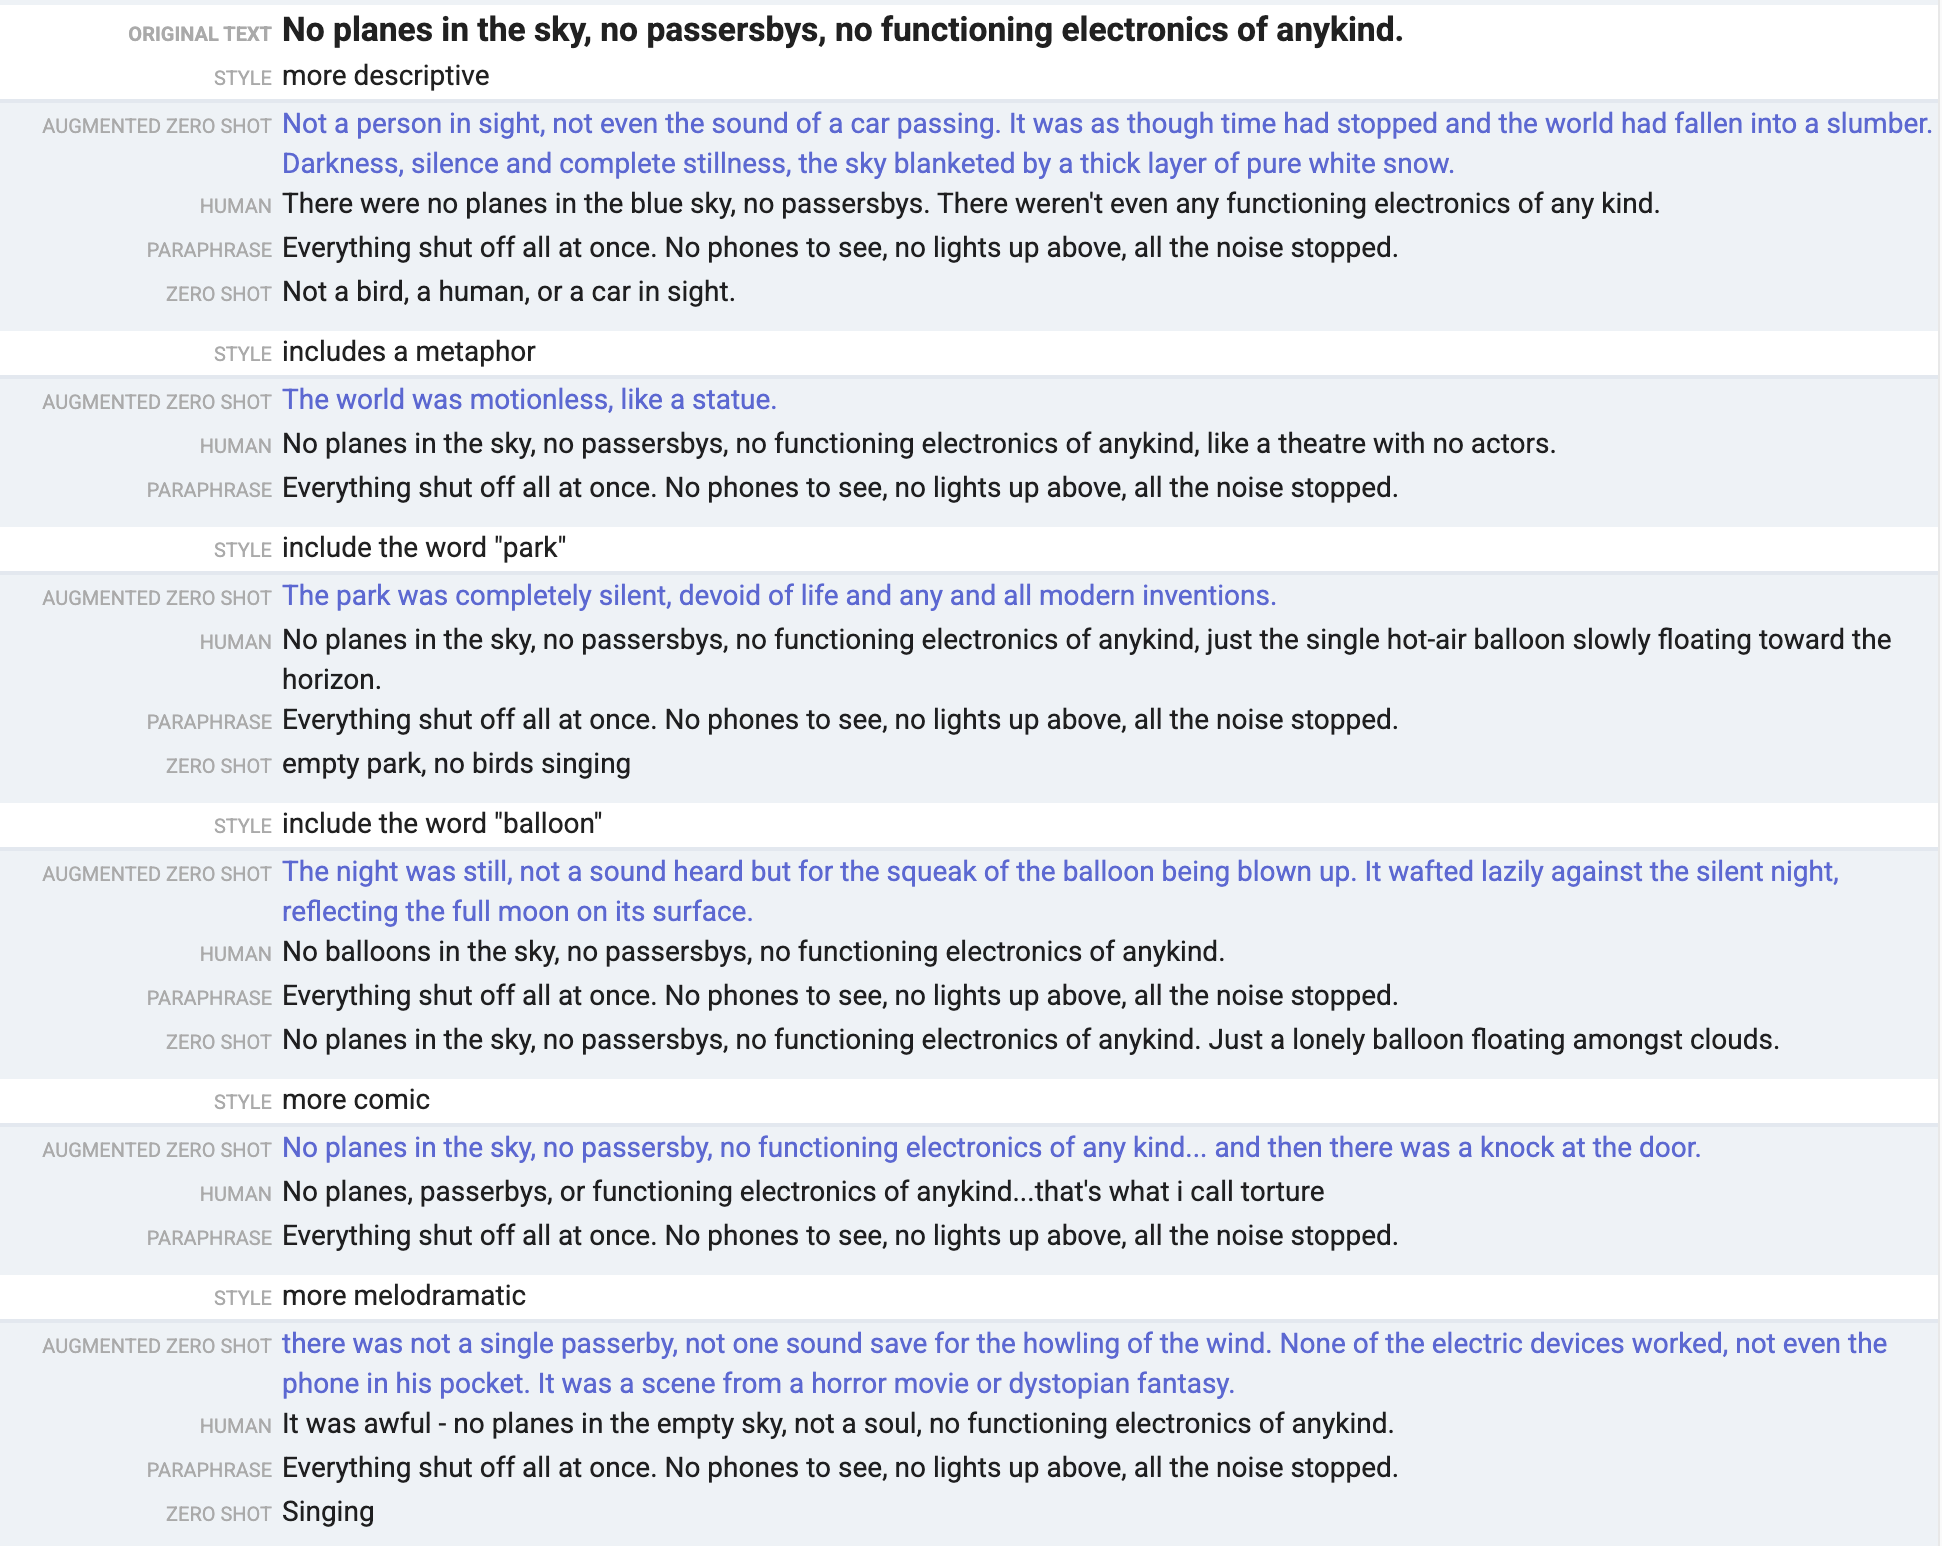 ORIGINAL TEXT No planes in the sky, no passersbys, no functioning electronics of anykind.
STYLE more descriptive
AUGMENTED ZERO SHOT Not a person in sight, not even the sound of a car passing. It was as though time had stopped and the world had fallen into a slumber.
Darkness, silence and complete stillness, the sky blanketed by a thick layer of pure white snow.
HUMAN There were no planes in the blue sky, no passersbys. There weren't even any functioning electronics of any kind.
PARAPHRASE Everything shut off all at once. No phones to see, no lights up above, all the noise stopped.
ZERO SHOT Not a bird, a human, or a car in sight.
STYLE includes a metaphor
AUGMENTED ZERO SHOT The world was motionless, like a statue.
HUMAN No planes in the sky, no passersbys, no functioning electronics of anykind, like a theatre with no actors.
PARAPHRASE Everything shut off all at once. No phones to see, no lights up above, all the noise stopped.
STYLE include the word "park"
AUGMENTED ZERO SHOT The park was completely silent, devoid of life and any and all modern inventions.
HUMAN No planes in the sky, no passersbys, no functioning electronics of anykind, just the single hot-air balloon slowly floating toward the
horizon.
PARAPHRASE Everything shut off all at once. No phones to see, no lights up above, all the noise stopped.
ZERO SHOT empty park, no birds singing
STYLE include the word "balloon"
AUGMENTED ZERO SHOT The night was still, not a sound heard but for the squeak of the balloon being blown up. It wafted lazily against the silent night,
reflecting the full moon on its surface.
HUMAN No balloons in the sky, no passersbys, no functioning electronics of anykind.
PARAPHRASE Everything shut off all at once. No phones to see, no lights up above, all the noise stopped.
ZERO SHOT No planes in the sky, no passersbys, no functioning electronics of anykind. Just a lonely balloon floating amongst clouds.
STYLE more comic
AUGMENTED ZERO SHOT No planes in the sky, no passersby, no functioning electronics of any kind... and then there was a knock at the door.
HUMAN No planes, passerbys, or functioning electronics of anykind...that's what i call torture
PARAPHRASE Everything shut off all at once. No phones to see, no lights up above, all the noise stopped.
STYLE more melodramatic
AUGMENTED ZERO SHOT there was not a single passerby, not one sound save for the howling of the wind. None of the electric devices worked, not even the
phone in his pocket. It was a scene from a horror movie or dystopian fantasy.
HUMAN It was awful - no planes in the empty sky, not a soul, no functioning electronics of anykind.
PARAPHRASE Everything shut off all at once. No phones to see, no lights up above, all the noise stopped.
ZERO SHOT Singing